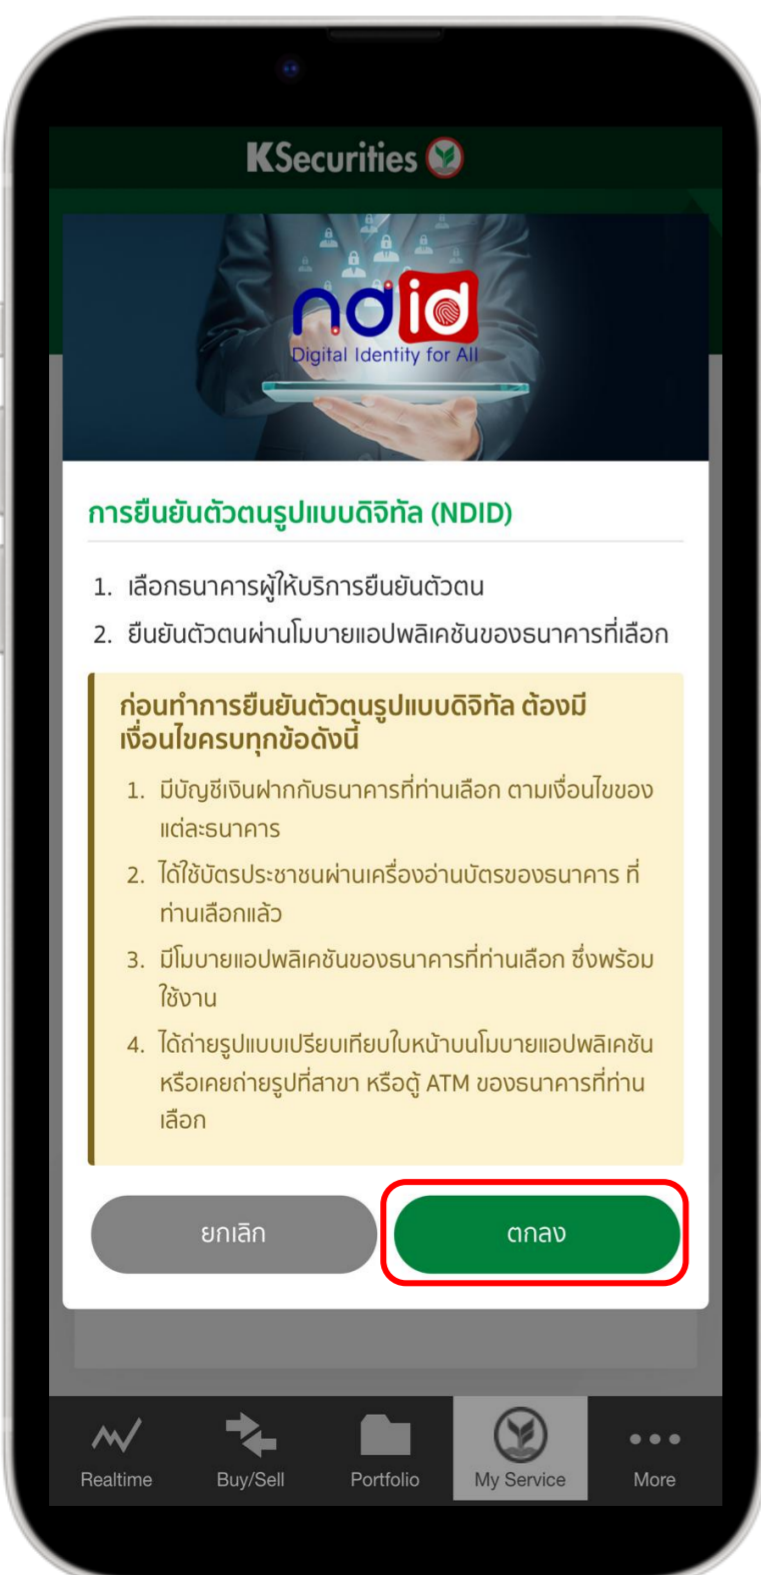 KSecurities
ndid
Digital Identity for All
การยืนยันตัวตนรูปแบบดิจิทัล (NDID)
1. เลือกธนาคารผู้ให้บริการยืนยันตัวตน
2. ยืนยันตัวตนผ่านโมบายแอปพลิเคชันของธนาคารที่เลือก
ก่อนทำการยืนยันตัวตนรูปแบบดิจิทัล ต้องมี
เงื่อนไขครบทุกข้อดังนี้
1. มีบัญชีเงินฝากกับธนาคารที่ท่านเลือก ตามเงื่อนไขของ
แต่ละธนาคาร
2. ได้ใช้บัตรประชาชนผ่านเครื่องอ่านบัตรของธนาคาร ที่
ท่านเลือกแล้ว
3. มีโมบายแอปพลิเคชันของธนาคารที่ท่านเลือก ซึ่งพร้อม
ใช้งาน
4. ได้ถ่ายรูปแบบเปรียบเทียบใบหน้าบนโมบายแอปพลิเคชัน
หรือเคยถ่ายรูปที่สาขา หรือตู้ ATM ของธนาคารที่ท่าน
เลือก
ยกเลิก
ตกลง
Realtime
Buy/Sell
Portfolio
My Service
More